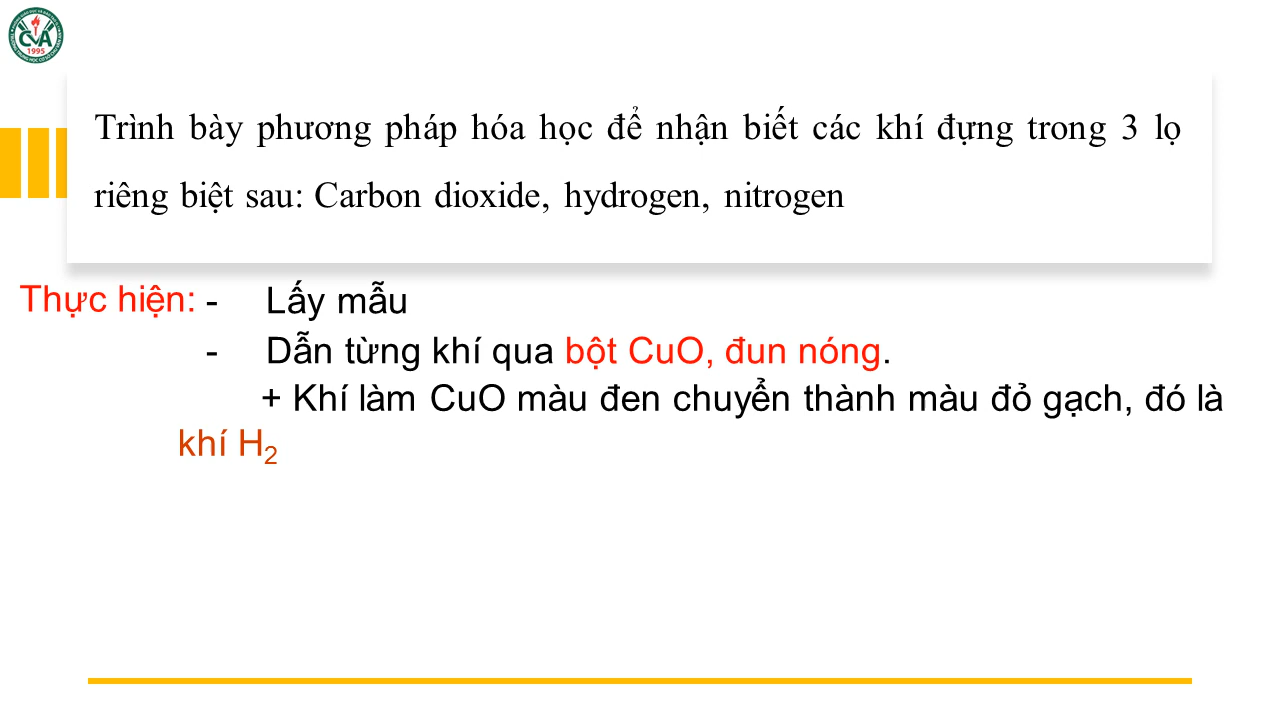 CVA
1995
Trình bày phương pháp hóa học để nhận biết các khí đựng trong 3 lọ
riêng biệt sau: Carbon dioxide, hydrogen, nitrogen
Thực hiện: - Lấy mẫu
- Dẫn từng khí qua bột CuO, đun nóng.
+ Khí làm CuO màu đen chuyển thành màu đỏ gạch, đó là
khí H₂